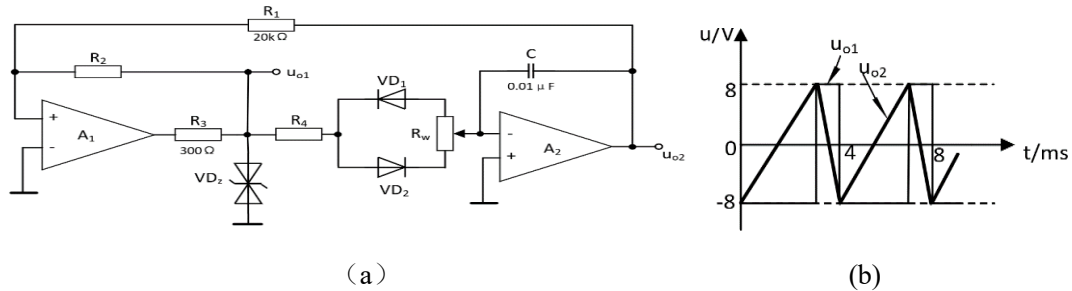 R1
20kΩ
R2
uo1
C
0.01 μF
VD1
+
A1
-
R3
300Ω
R4
Rw
VD2
VDz
-
A2
+
uo2
(a)
u/V
uo1
uo2
8
0
4
8
t/ms
-8
(b)